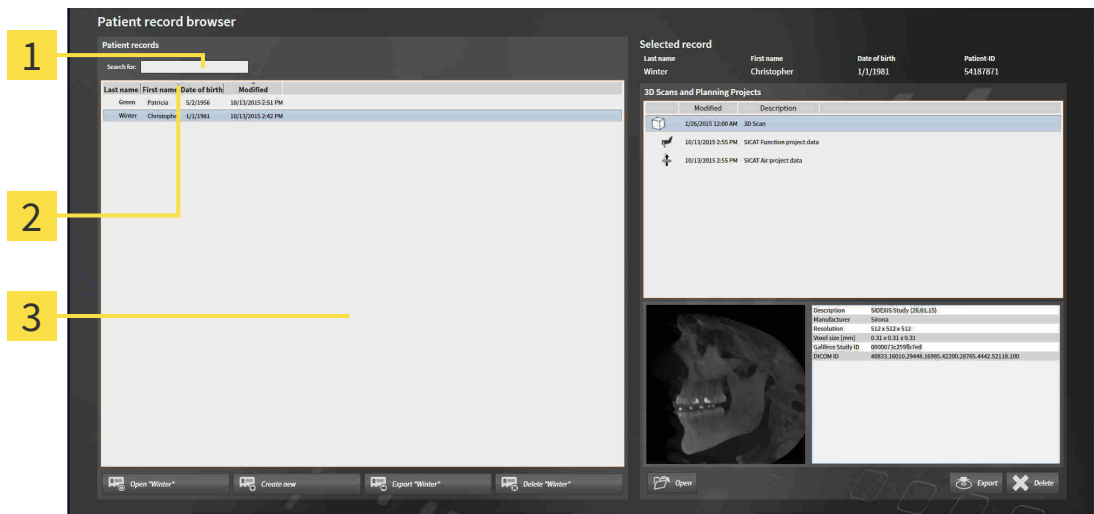 Patient record browser
Patient records
1
Search for:
Last name First name Date of birth Modified
Green Patricia 5/2/1956 10/13/2015 2:51 PM
Winter Christophe 1/1/1981 10/13/2015 2:42 PM
2
3
Open "Winter" Create new Export "Winter" Delete "Winter"
Selected record
Last name First name Date of birth Patient-ID
Winter Christopher 1/1/1981 54187871
3D Scans and Planning Projects
Modified Description
1/26/2015 12:00 AM 3D Scan
10/13/2015 2:55 PM SICAT Function project data
10/13/2015 2:55 PM SICAT Air project data
Description SIDEXIS Study (26.01.15)
Manufacturer Sirona
Resolution 512 x 512 x 512
Voxel size [mm] 0.31 x 0.31 x 0.31
Galileos Study ID 0000073c259fb7ed
DICOM ID 40833.16010.29448.16985.42200.28765.4442.52118.100
Open Export Delete